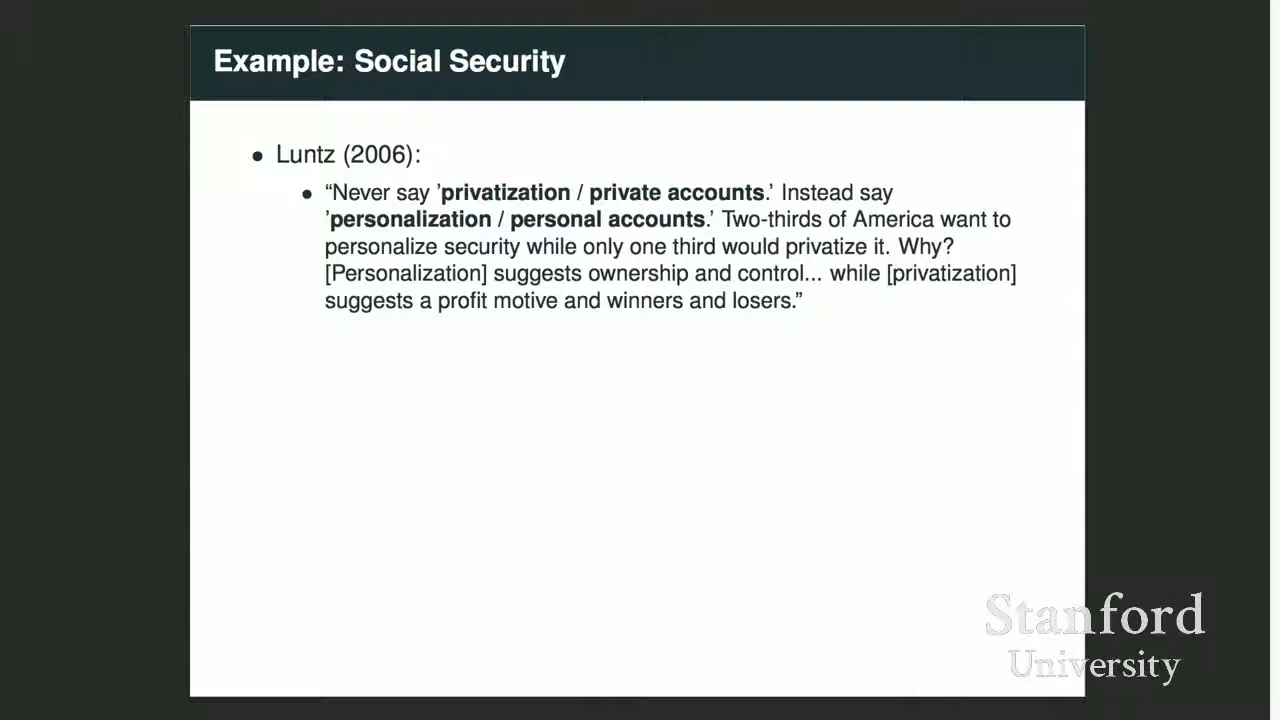 Example: Social Security
• Luntz (2006):
• “Never say ’privatization / private accounts.’ Instead say
’personalization / personal accounts.’ Two-thirds of America want to
personalize security while only one third would privatize it. Why?
[Personalization] suggests ownership and control... while [privatization]
suggests a profit motive and winners and losers.”
Stanford
University